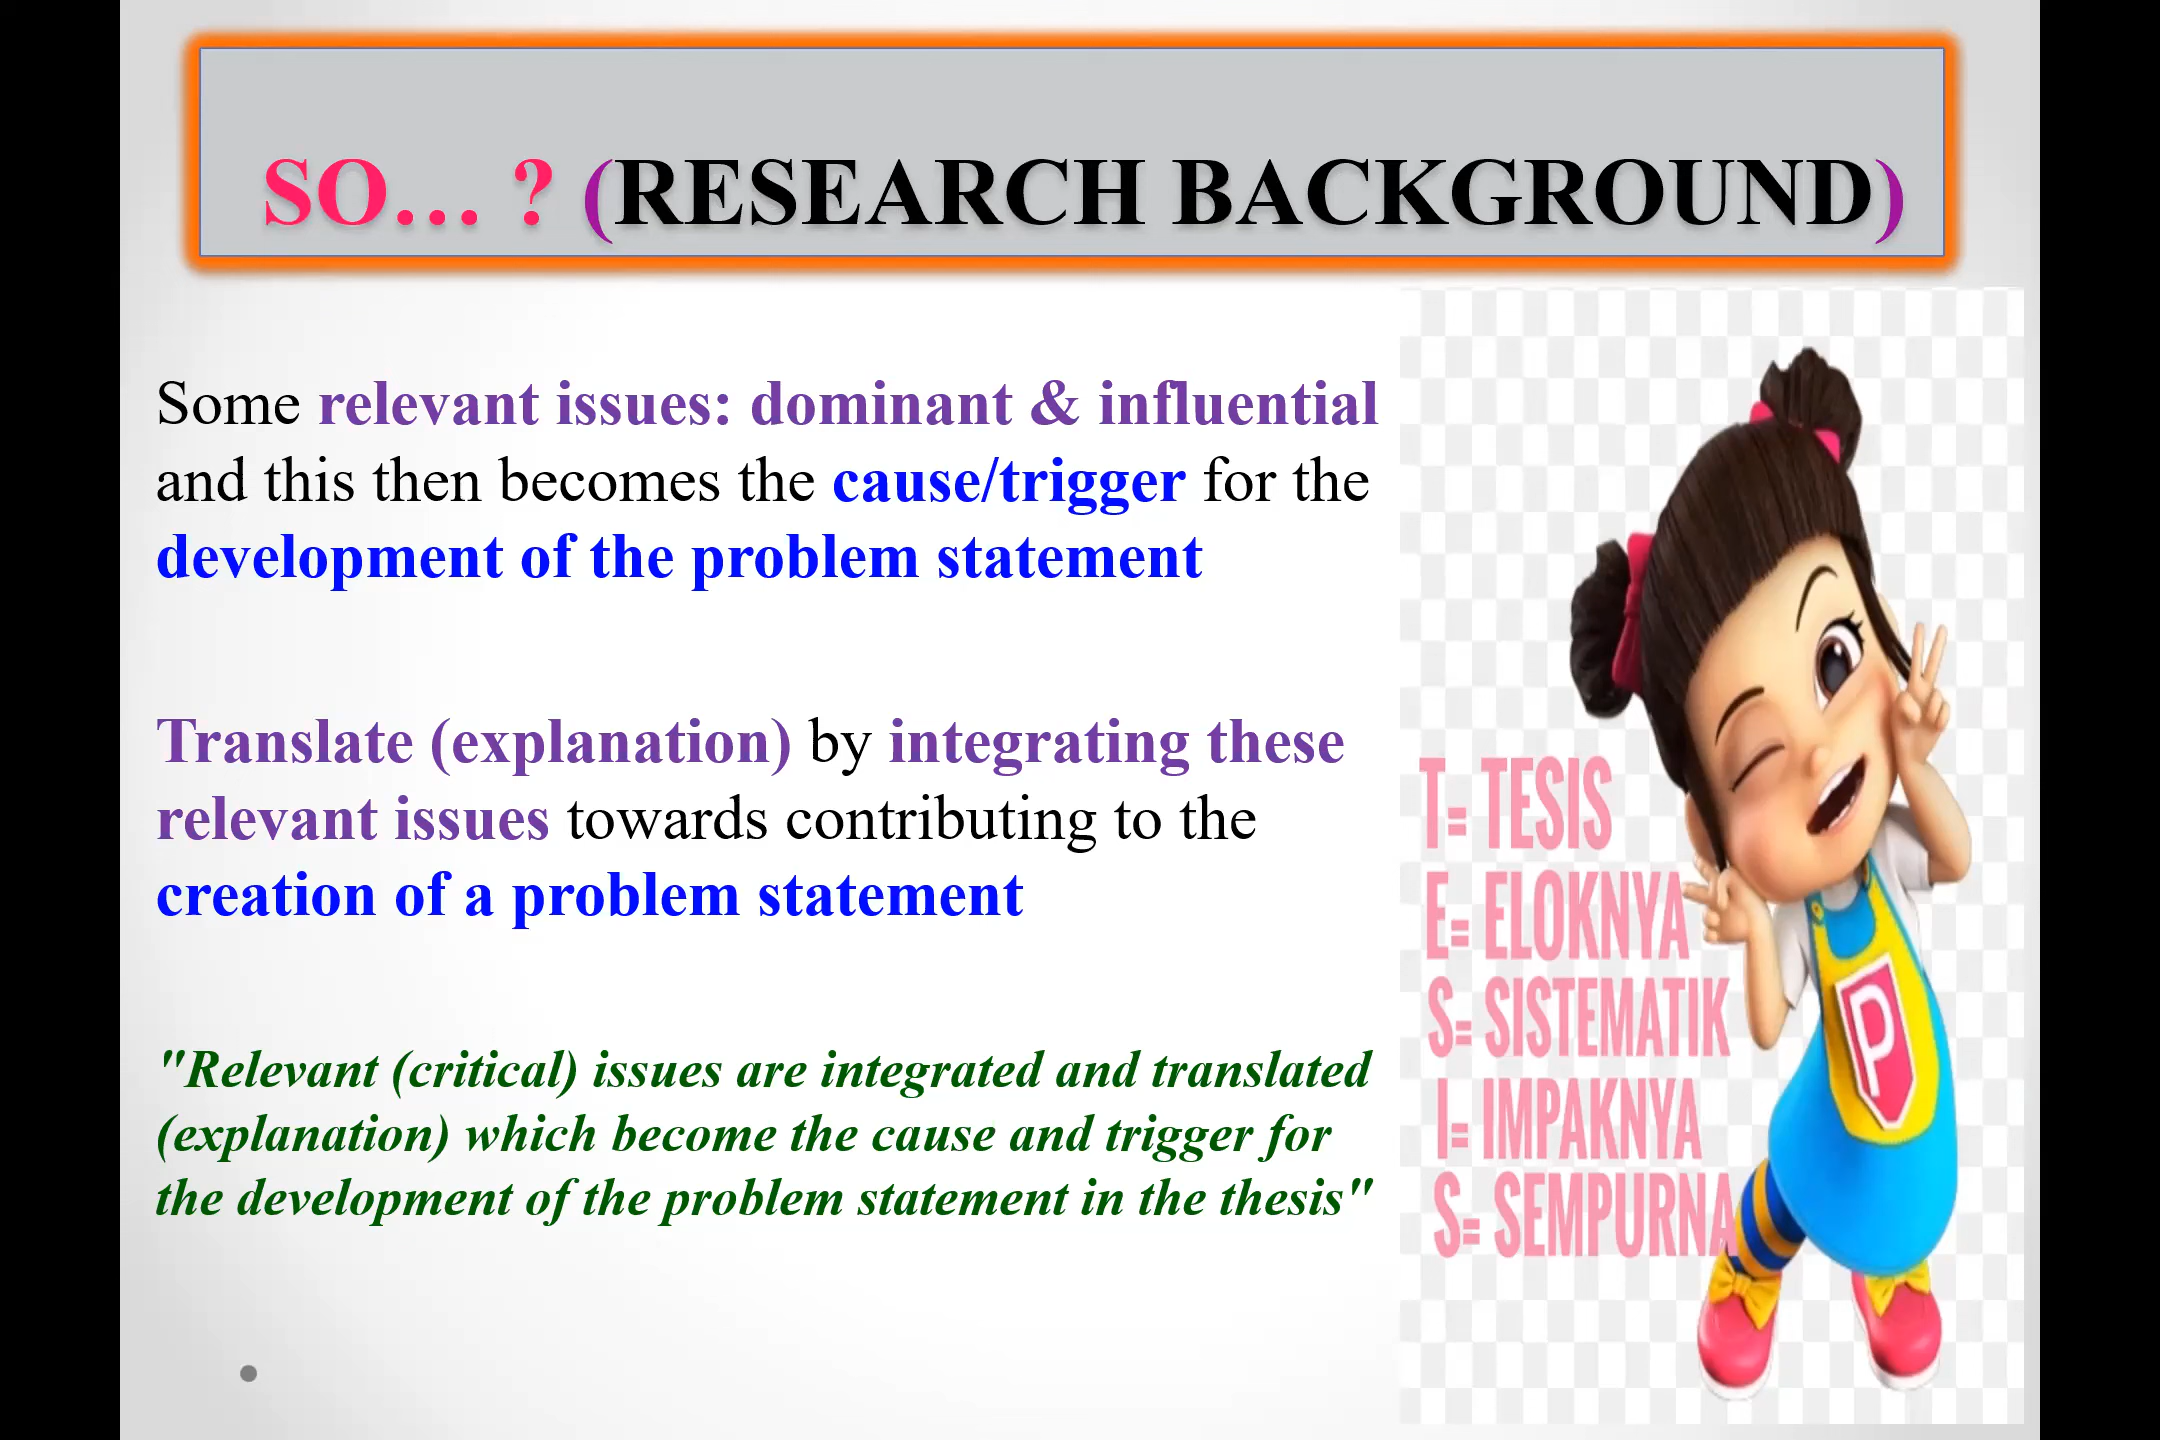 SO… ? (RESEARCH BACKGROUND)
Some relevant issues: dominant & influential
and this then becomes the cause/trigger for the
development of the problem statement
Translate (explanation) by integrating these
relevant issues towards contributing to the
creation of a problem statement
"Relevant (critical) issues are integrated and translated
(explanation) which become the cause and trigger for
the development of the problem statement in the thesis"
T= TESIS
E= ELOKNYA
S= SISTEMATIK
I= IMPAKNYA
S= SEMPURNA
P